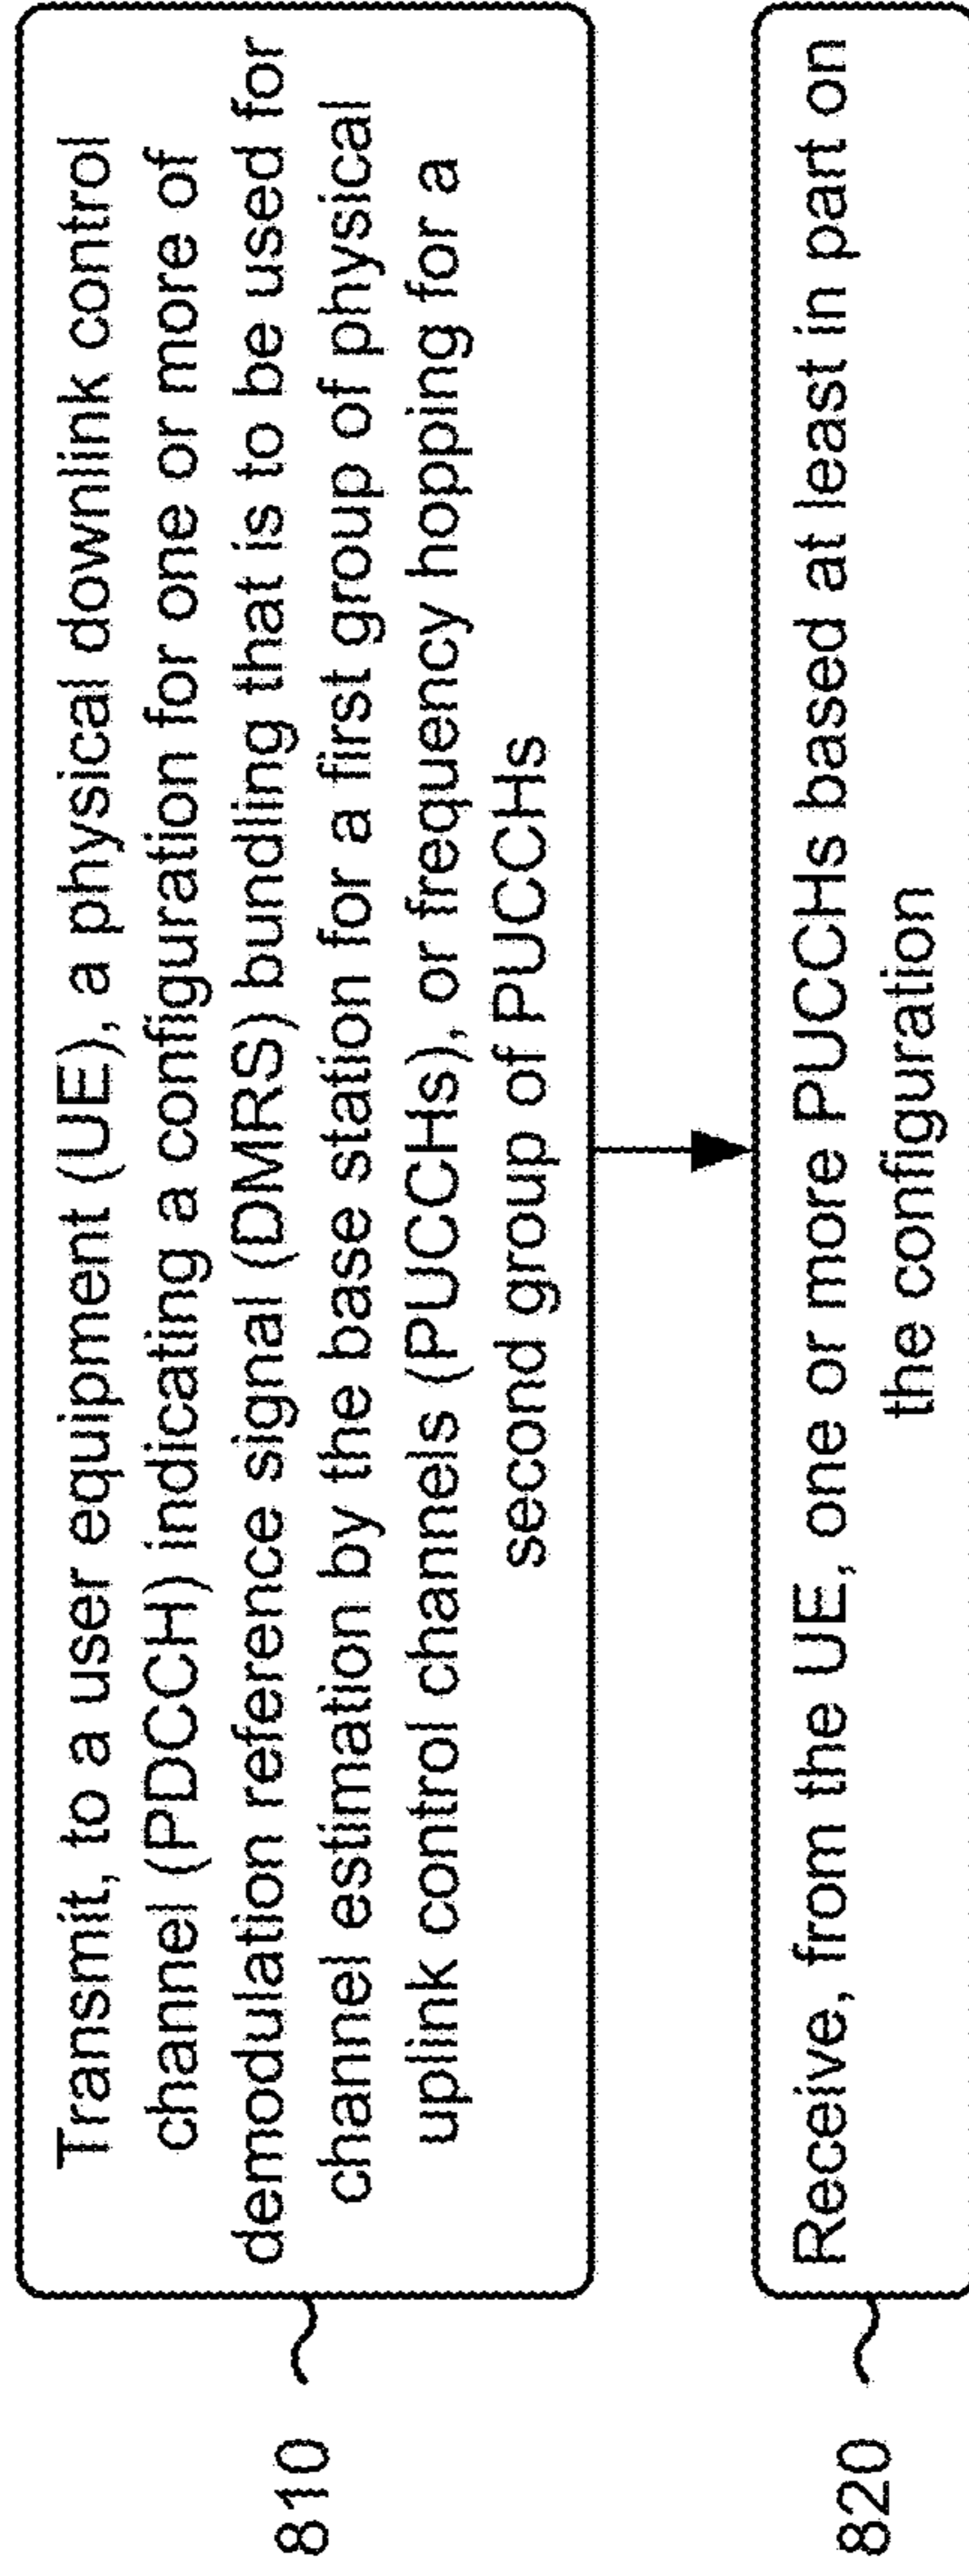 810
Transmit, to a user equipment (UE), a physical downlink control
channel (PDCCH) indicating a configuration for one or more of
demodulation reference signal (DMRS) bundling that is to be used for
channel estimation by the base station for a first group of physical
uplink control channels (PUCCHs), or frequency hopping for a
second group of PUCCHs
820
Receive, from the UE, one or more PUCCHs based at least in part on
the configuration